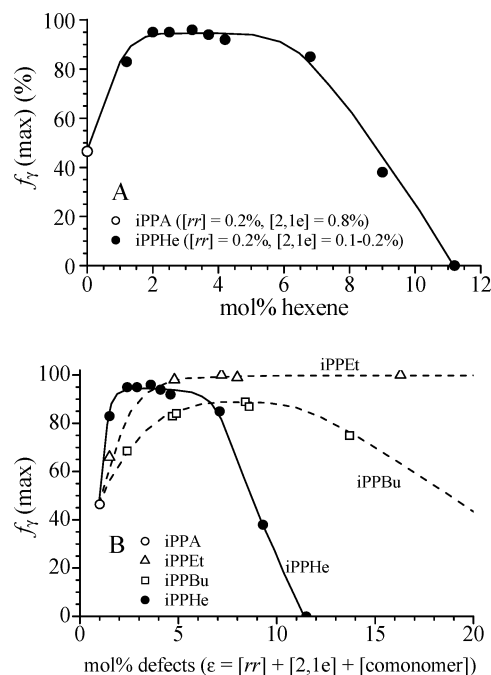 100
80
60
40
20
0
fγ (max) (%)
A
iPPA ([rr] = 0.2%, [2,1e] = 0.8%)
iPPHe ([rr] = 0.2%, [2,1e] = 0.1-0.2%)
0 2 4 6 8 10 12
mol% hexene
100
80
60
40
20
0
fγ (max)
iPPEt
iPPBu
iPPHe
B
iPPA
iPPEt
iPPBu
iPPHe
0 5 10 15 20
mol% defects (ε = [rr] + [2,1e] + [comonomer])